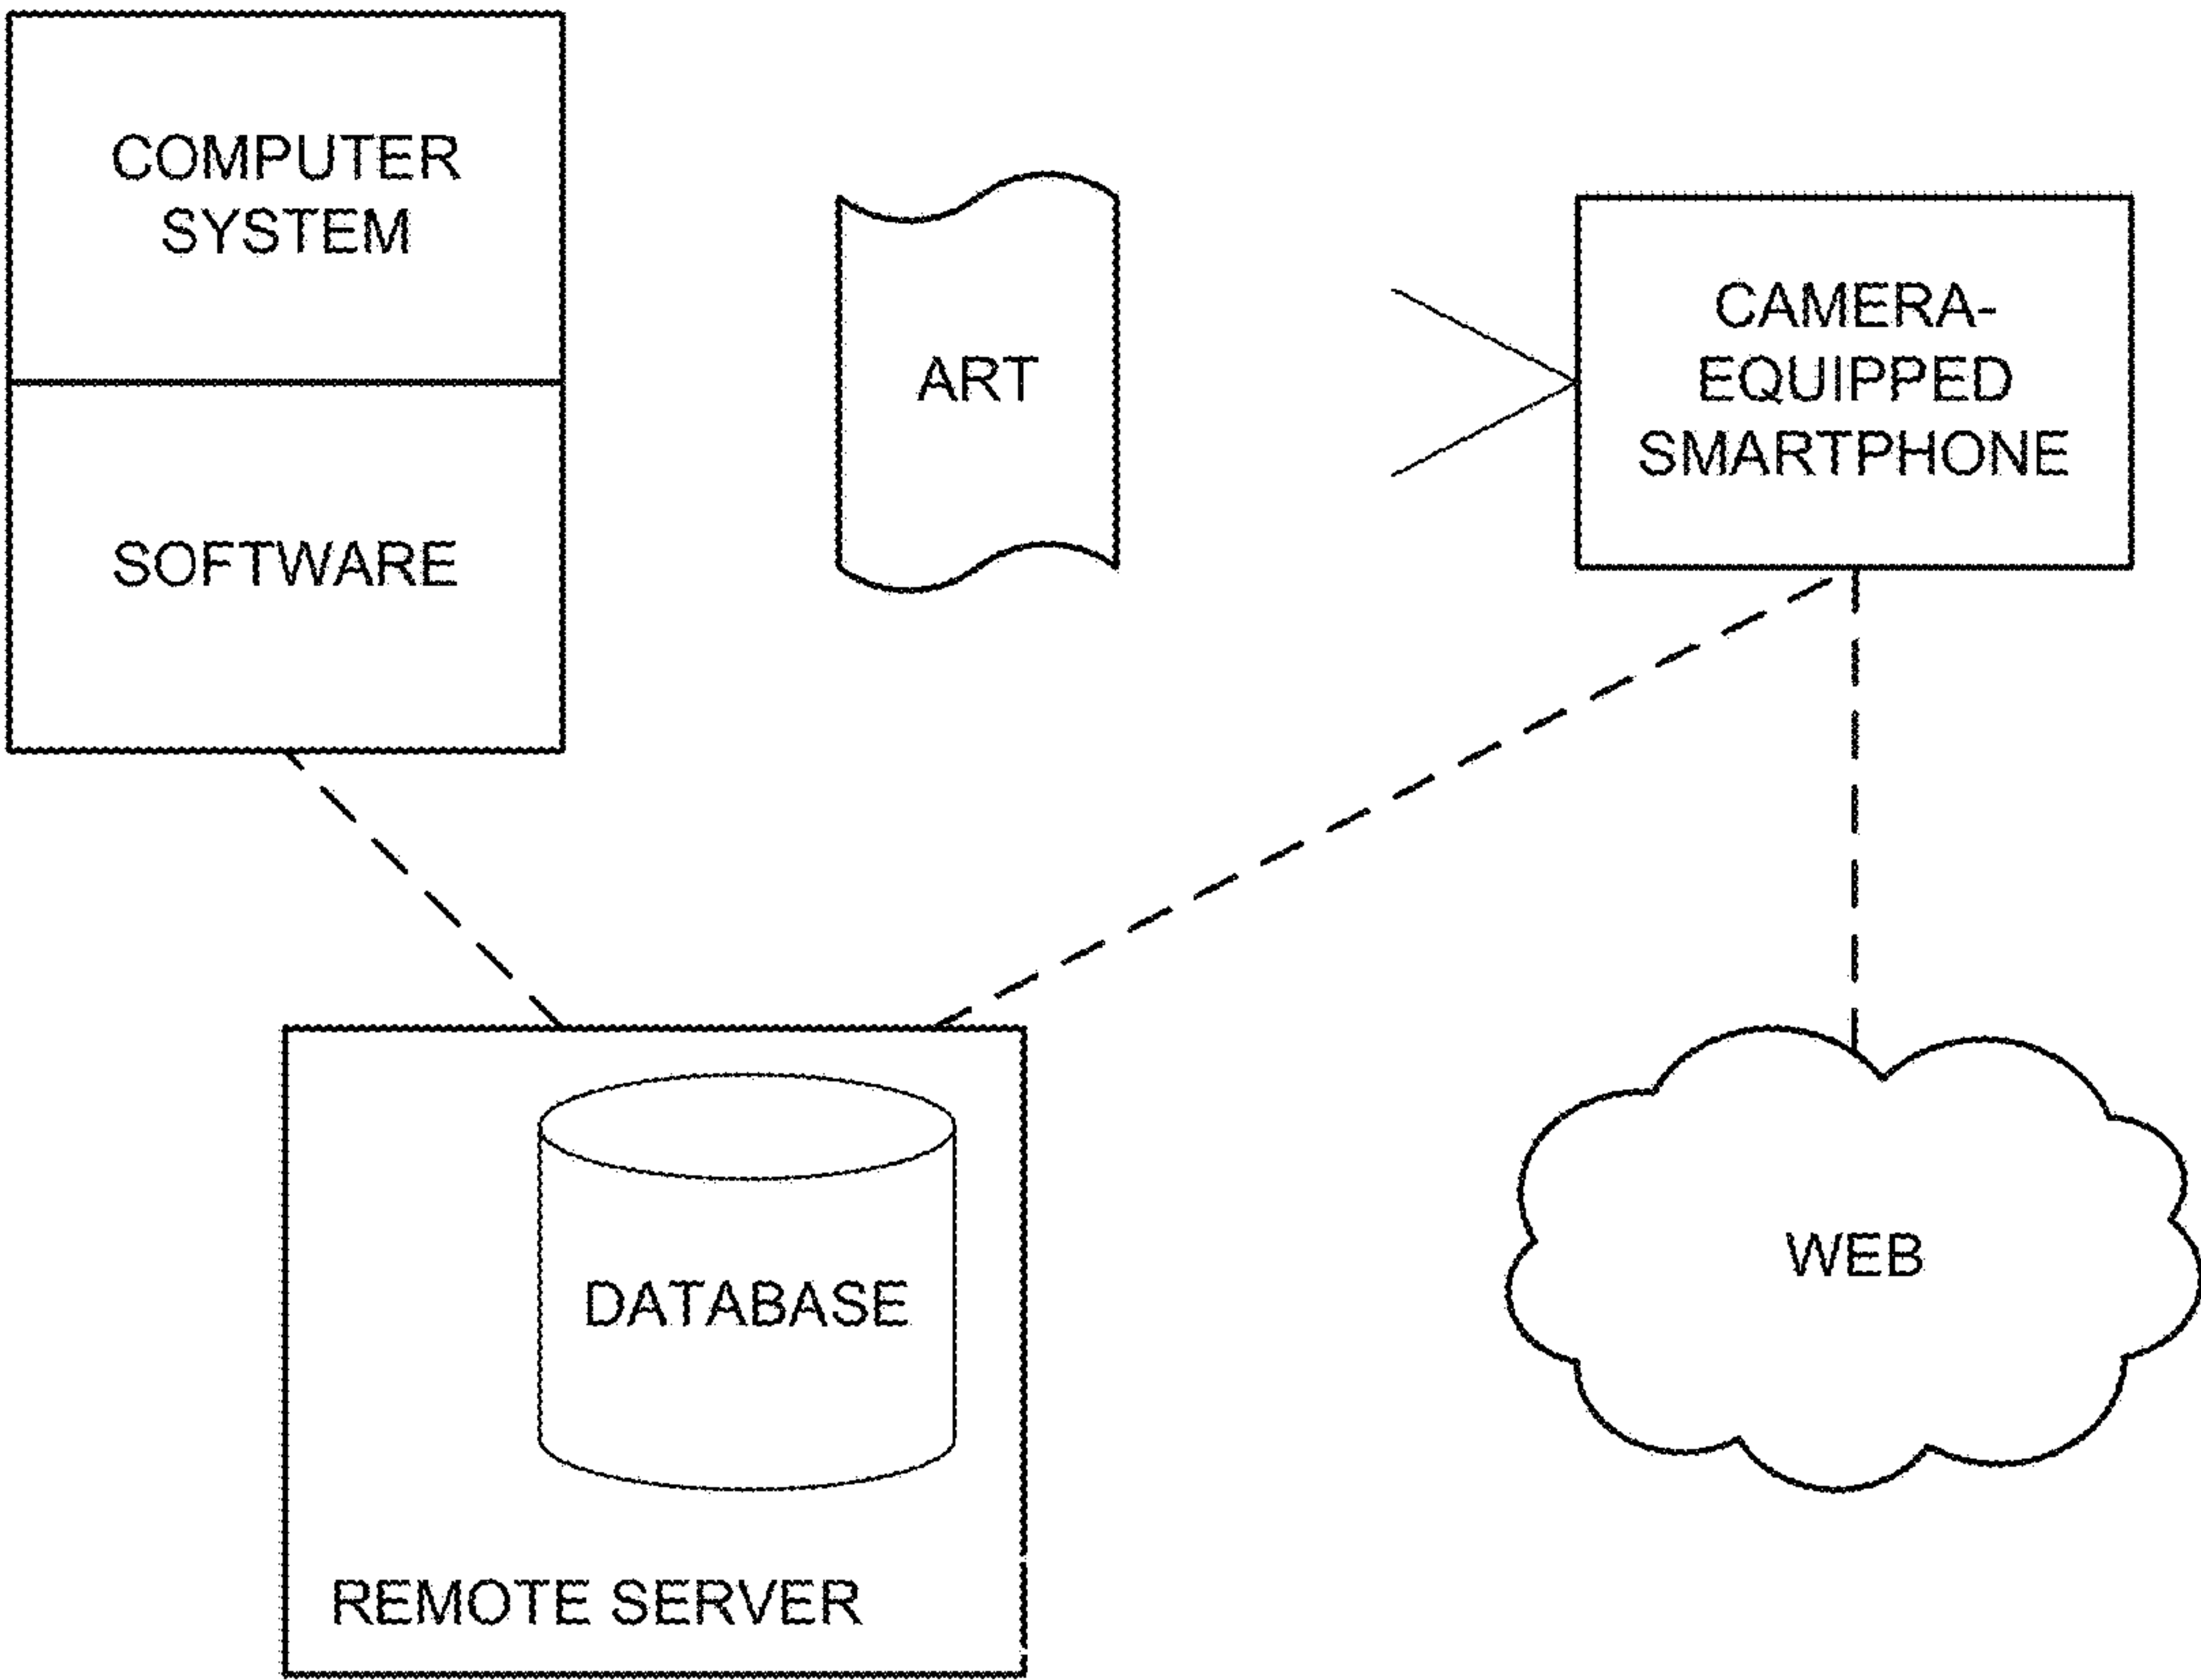 COMPUTER
SYSTEM
SOFTWARE
ART
CAMERA-
EQUIPPED
SMARTPHONE
DATABASE
REMOTE SERVER
WEB